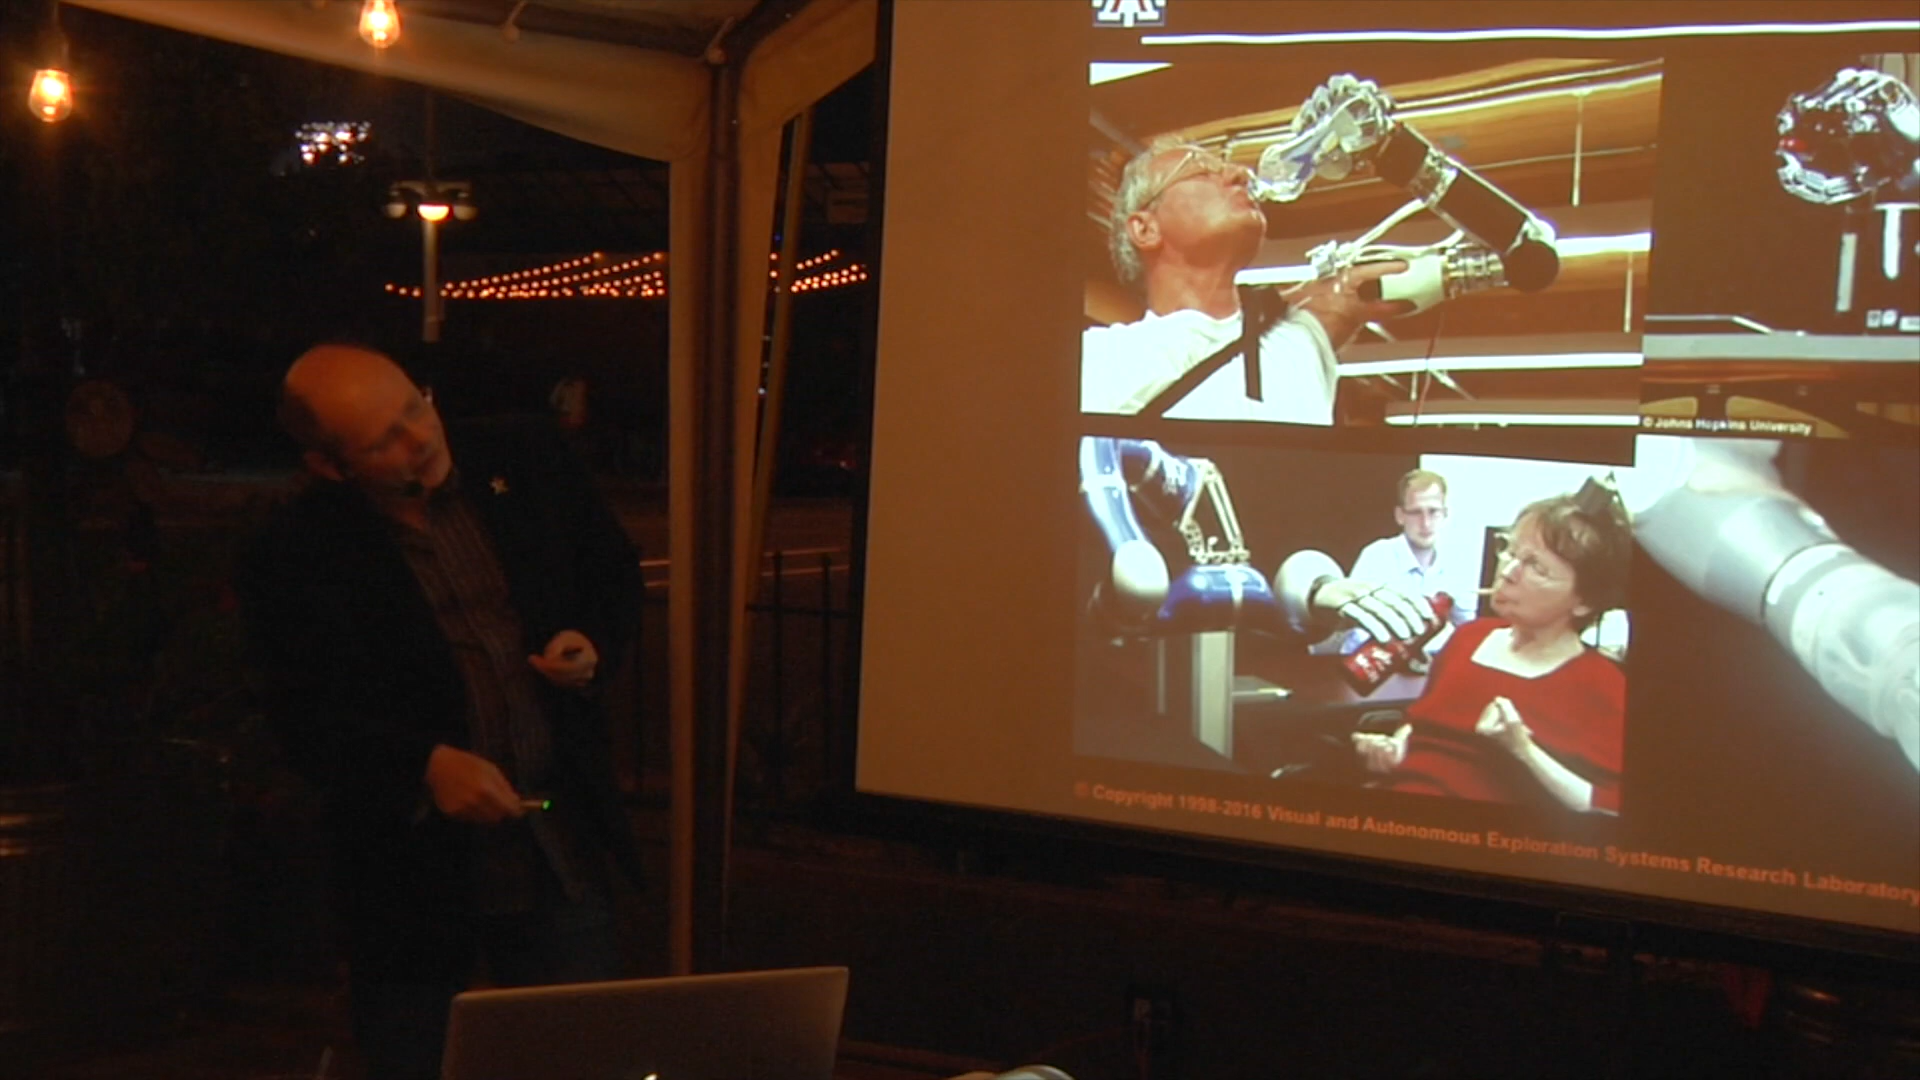 © Johns Hopkins University
© Copyright 1998-2016 Visual and Autonomous Exploration Systems Research Laboratory